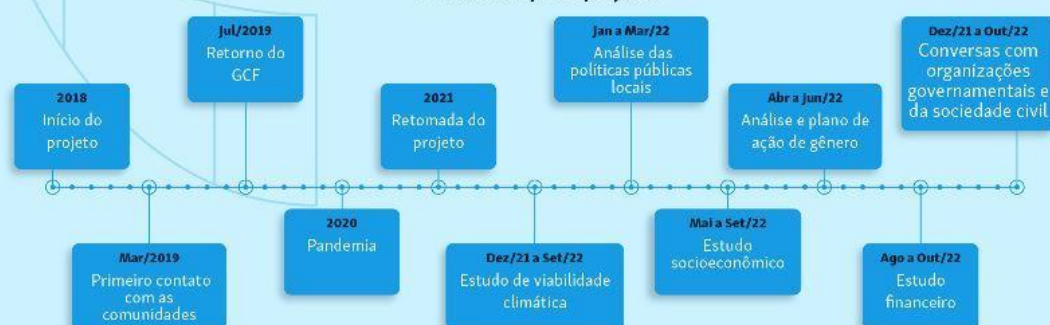 2018
Início do
projeto
Mar/2019
Primeiro contato
com as
comunidades
Jul/2019
Retorno do
GCF
2020
Pandemia
2021
Retomada do
projeto
Dez/21 a Set/22
Estudo de viabilidade
climática
Jan a Mar/22
Análise das
políticas públicas
locais
Mai a Set/22
Estudo
socioeconômico
Abr a Jun/22
Análise e plano de
ação de gênero
Ago a Out/22
Estudo
financeiro
Dez/21 a Out/22
Conversas com
organizações
governamentais e
da sociedade civil